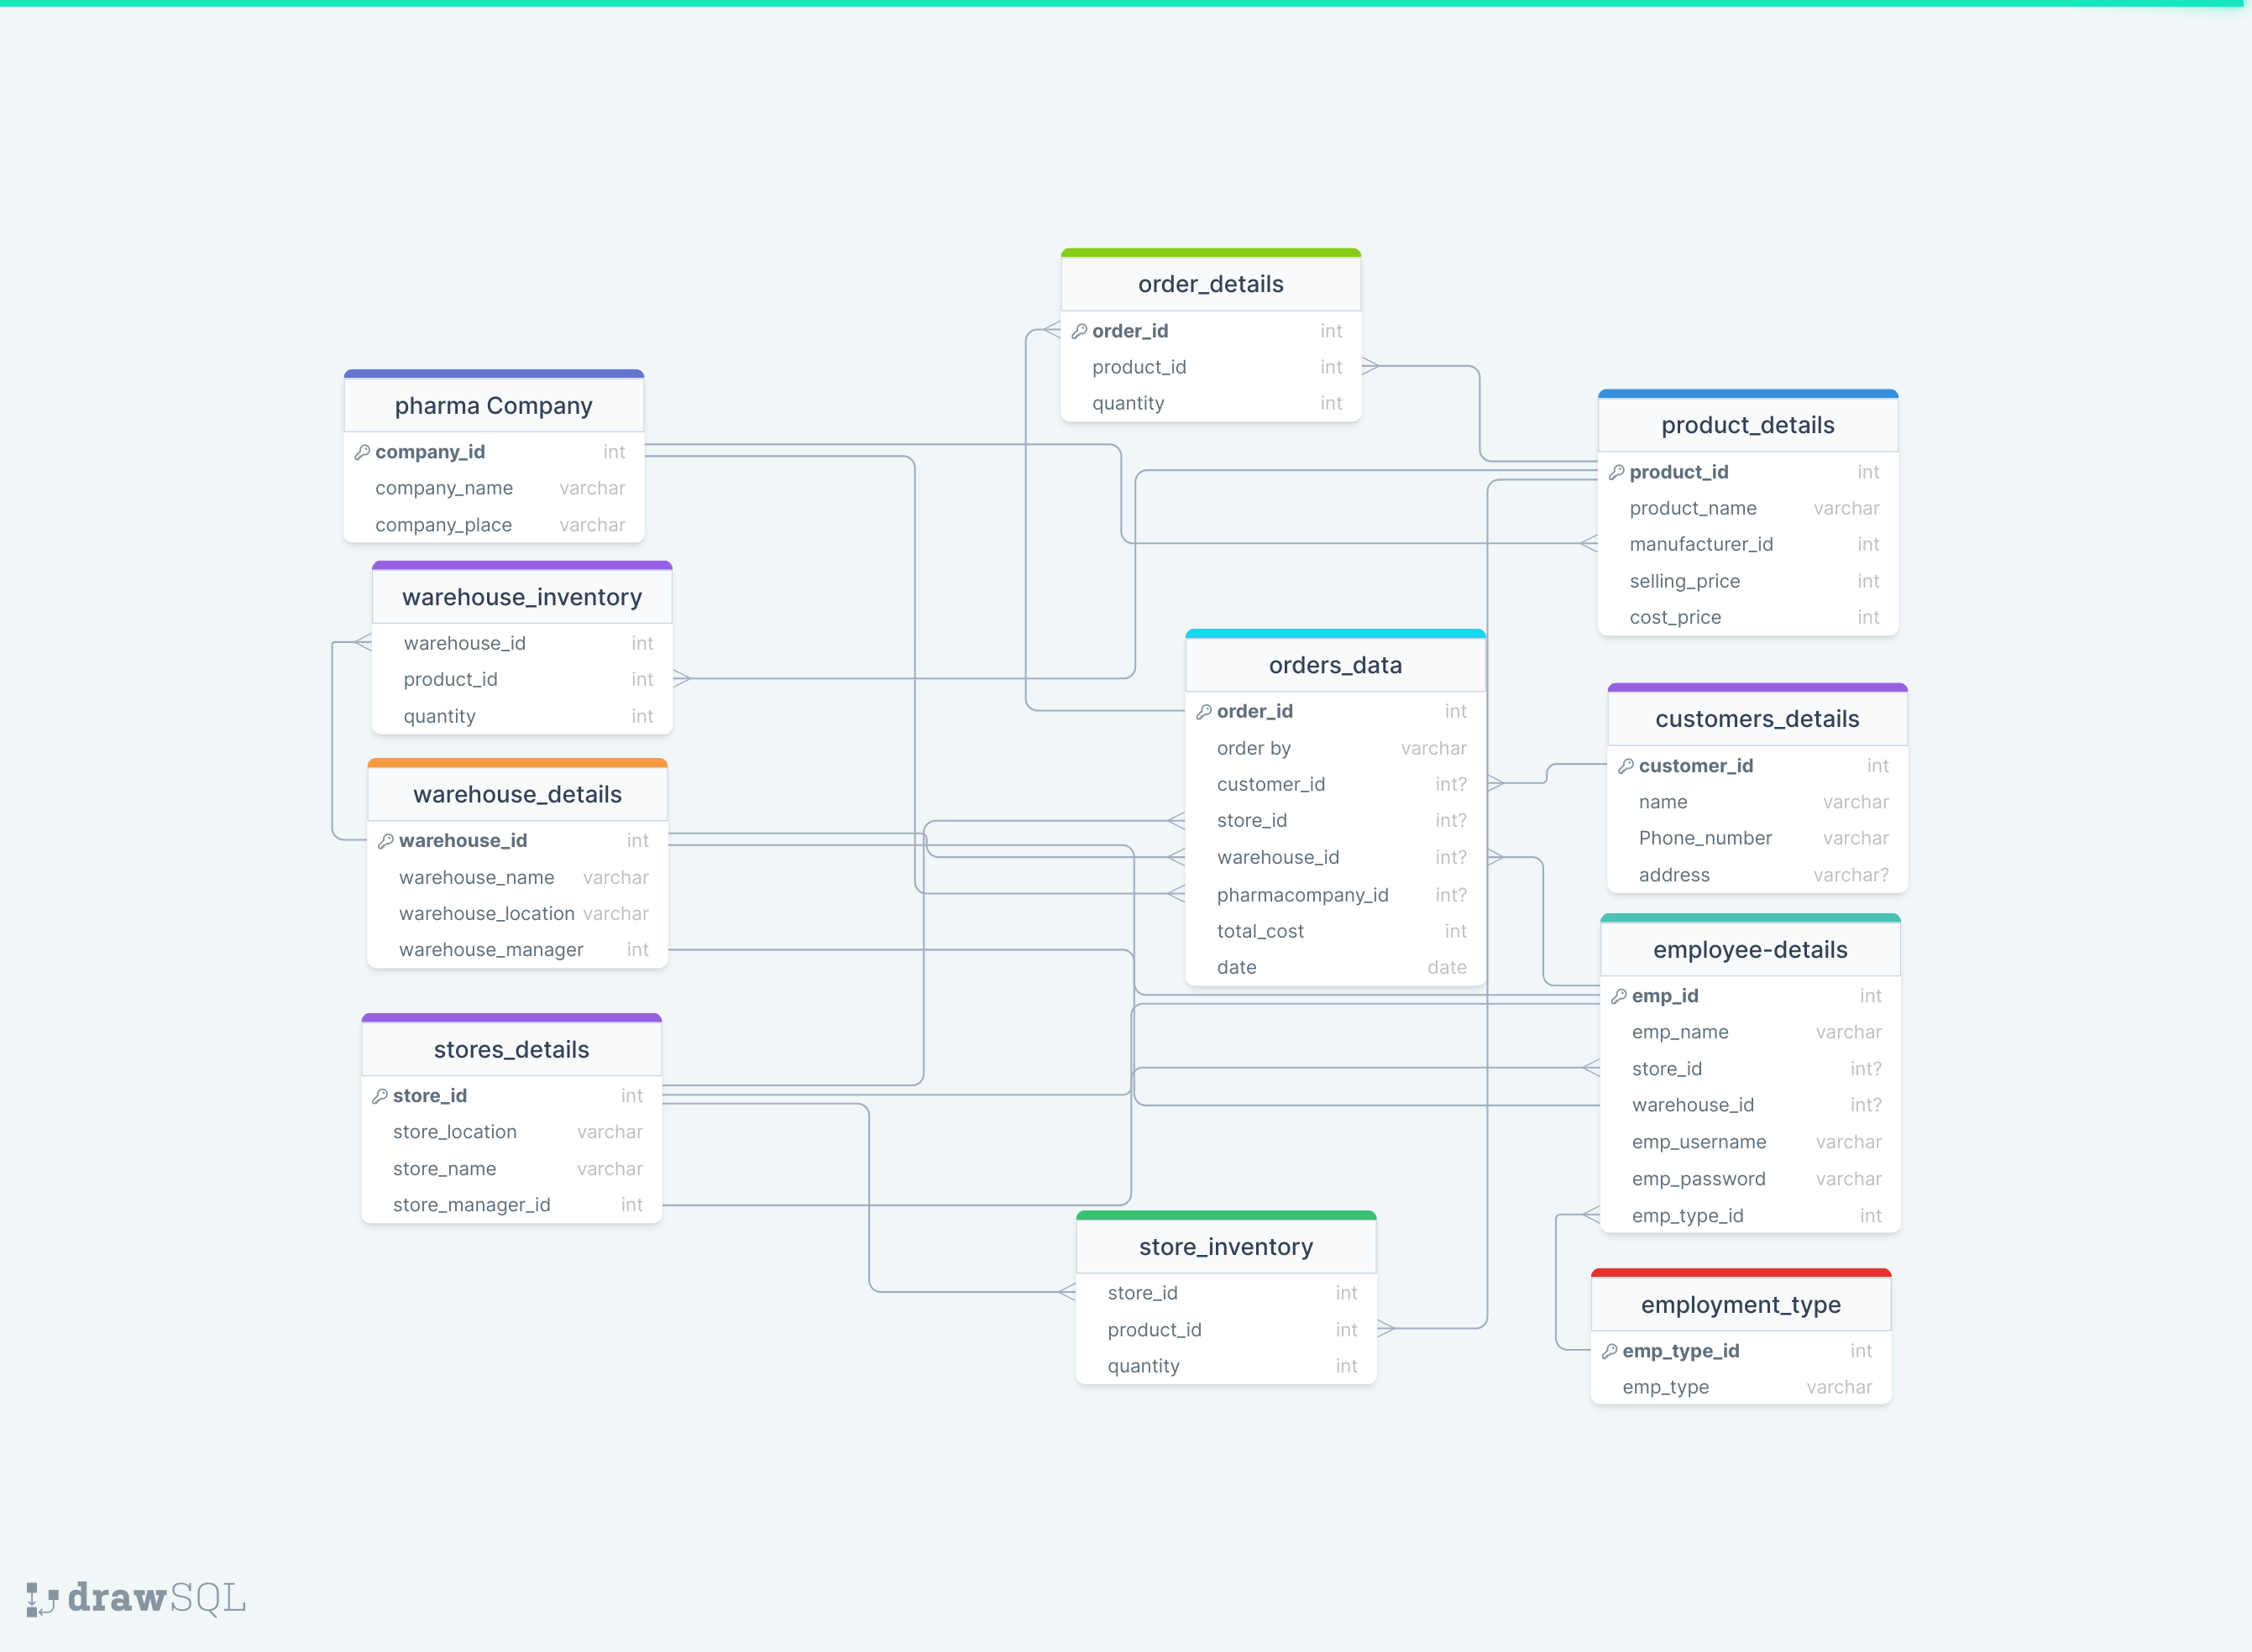 order_details
order_id int
product_id int
quantity int
pharma Company
company_id int
company_name varchar
company_place varchar
product_details
product_id int
product_name varchar
manufacturer_id int
selling_price int
cost_price int
warehouse_inventory
warehouse_id int
product_id int
quantity int
orders_data
order_id int
order by varchar
customer_id int?
store_id int?
warehouse_id int?
pharmacompany_id int?
total_cost int
date date
customers_details
customer_id int
name varchar
Phone_number varchar
address varchar?
warehouse_details
warehouse_id int
warehouse_name varchar
warehouse_location varchar
warehouse_manager int
employee-details
emp_id int
emp_name varchar
store_id int?
warehouse_id int?
emp_username varchar
emp_password varchar
emp_type_id int
stores_details
store_id int
store_location varchar
store_name varchar
store_manager_id int
store_inventory
store_id int
product_id int
quantity int
employment_type
emp_type_id int
emp_type varchar
drawSQL